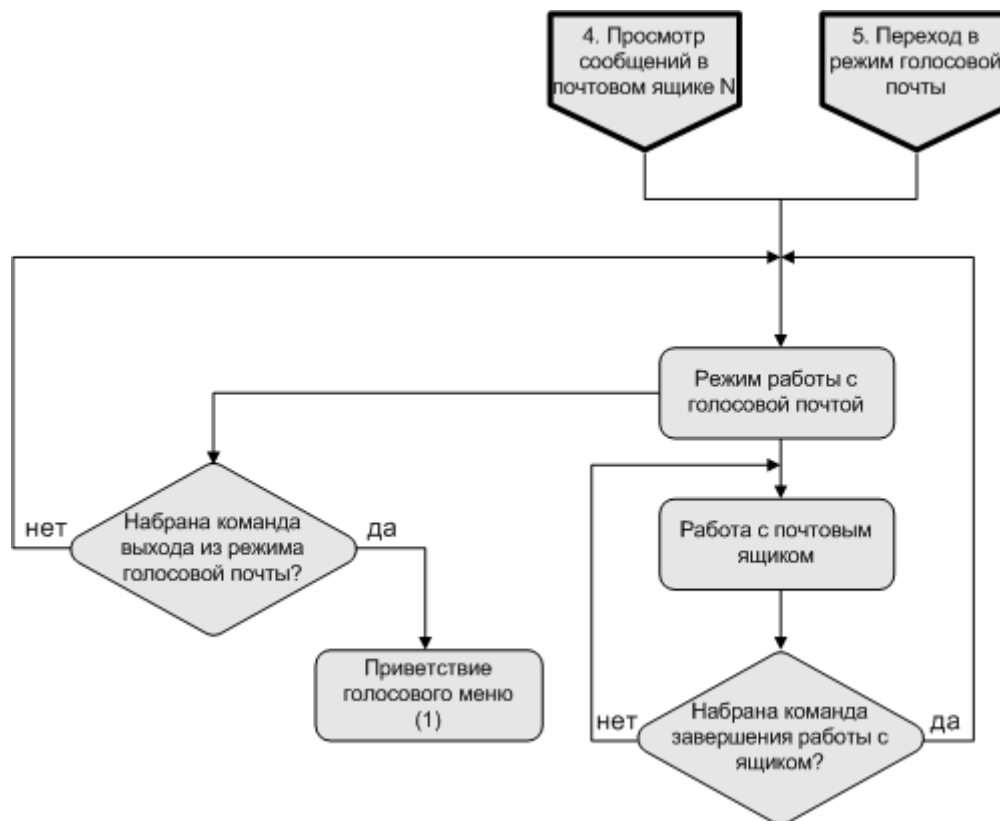 4. Просмотр
сообщений в
почтовом ящике N
5. Переход в
режим голосовой
почты
Режим работы с
голосовой почтой
нет
Набрана команда
выхода из режима
голосовой почты?
да
Работа с почтовым
ящиком
Приветствие
голосового меню
(1)
нет
Набрана команда
завершения работы с
ящиком?
да